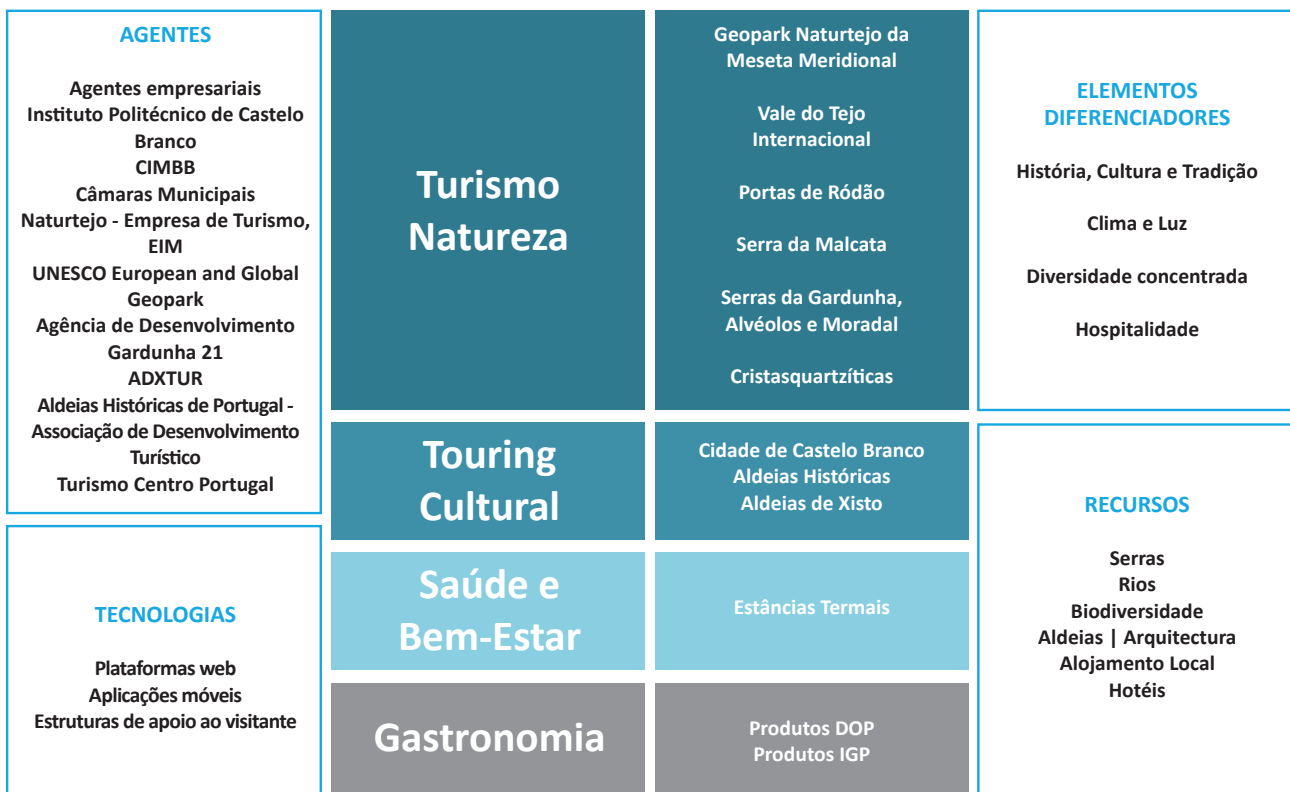 AGENTES
Agentes empresariais
Instituto Politécnico de Castelo
Branco
CIMBB
Câmaras Municipais
Naturtejo - Empresa de Turismo,
EIM
UNESCO European and Global
Geopark
Agência de Desenvolvimento
Gardunha 21
ADXTUR
Aldeias Históricas de Portugal -
Associação de Desenvolvimento
Turístico
Turismo Centro Portugal
TECNOLOGIAS
Plataformas web
Aplicações móveis
Estruturas de apoio ao visitante
Turismo
Natureza
Geopark Naturtejo da
Meseta Meridional
Vale do Tejo
Internacional
Portas de Ródão
Serra da Malcata
Serras da Gardunha,
Alvéolos e Moradal
Cristasquartzíticas
Touring
Cultural
Cidade de Castelo Branco
Aldeias Históricas
Aldeias de Xisto
Saúde e
Bem-Estar
Estâncias Termais
Gastronomia
Produtos DOP
Produtos IGP
ELEMENTOS
DIFERENCIADORES
História, Cultura e Tradição
Clima e Luz
Diversidade concentrada
Hospitalidade
RECURSOS
Serras
Rios
Biodiversidade
Aldeias | Arquitectura
Alojamento Local
Hotéis